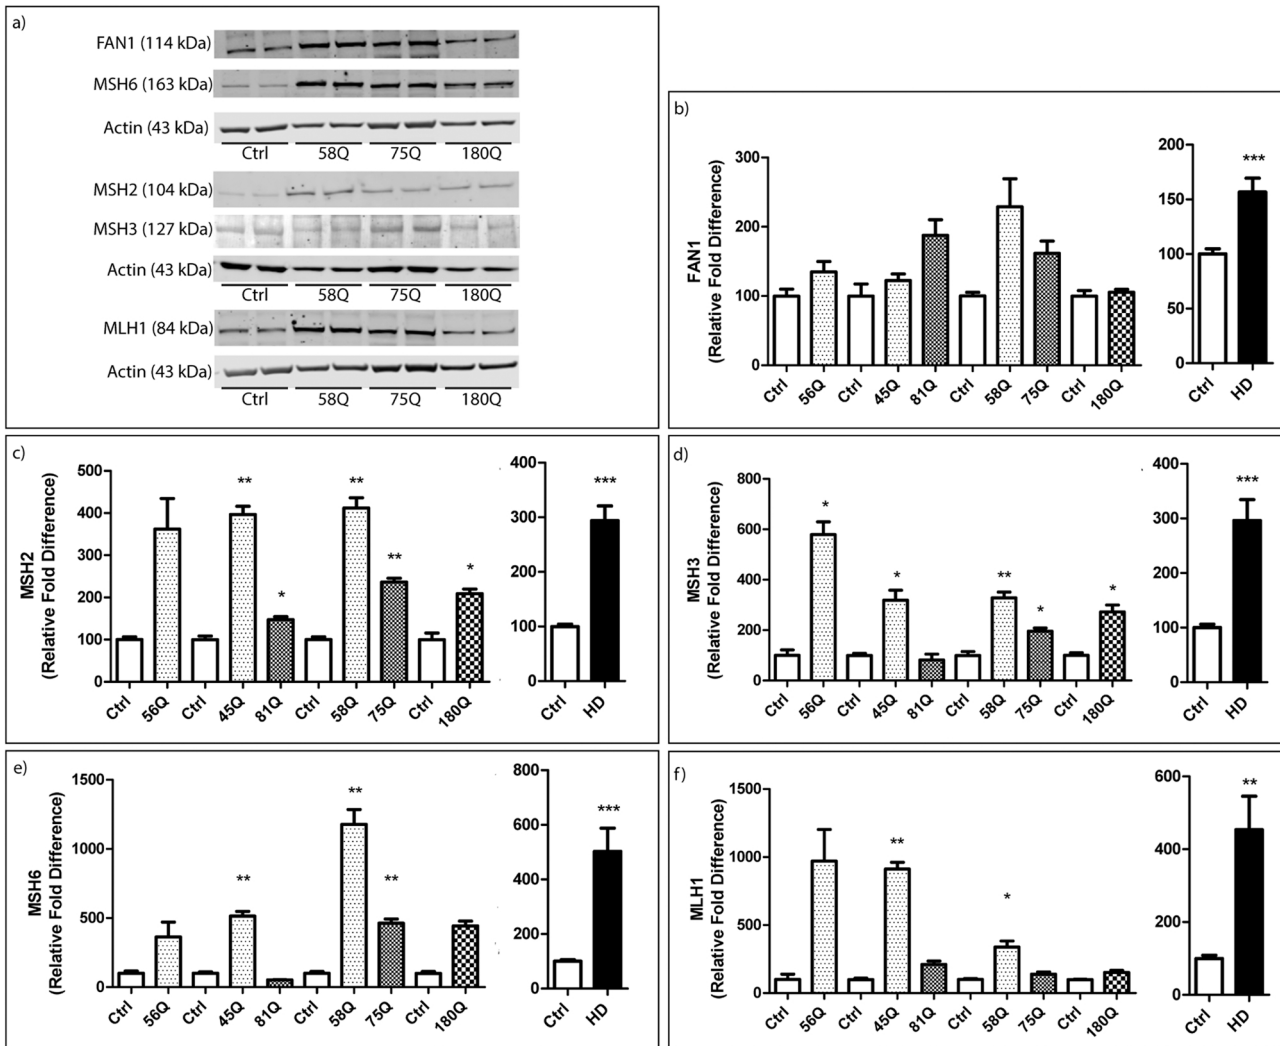 a)
FAN1 (114 kDa)
MSH6 (163 kDa)
Actin (43 kDa)
Ctrl 58Q 75Q 180Q
MSH2 (104 kDa)
MSH3 (127 kDa)
Actin (43 kDa)
Ctrl 58Q 75Q 180Q
MLH1 (84 kDa)
Actin (43 kDa)
Ctrl 58Q 75Q 180Q
b)
FAN1
(Relative Fold Difference)
300
200
100
0
Ctrl 56Q Ctrl 45Q 81Q Ctrl 58Q 75Q Ctrl 180Q
200
150
100
50
0
***
Ctrl HD
c)
MSH2
(Relative Fold Difference)
500
400
300
200
100
0
** * ** ** *
Ctrl 56Q Ctrl 45Q 81Q Ctrl 58Q 75Q Ctrl 180Q
400
300
200
100
0
***
Ctrl HD
d)
MSH3
(Relative Fold Difference)
800
600
400
200
0
* * ** * *
Ctrl 56Q Ctrl 45Q 81Q Ctrl 58Q 75Q Ctrl 180Q
400
300
200
100
0
***
Ctrl HD
e)
MSH6
(Relative Fold Difference)
1500
1000
500
0
** ** **
Ctrl 56Q Ctrl 45Q 81Q Ctrl 58Q 75Q Ctrl 180Q
800
600
400
200
0
***
Ctrl HD
f)
MLH1
(Relative Fold Difference)
1500
1000
500
0
** *
Ctrl 56Q Ctrl 45Q 81Q Ctrl 58Q 75Q Ctrl 180Q
600
400
200
0
**
Ctrl HD